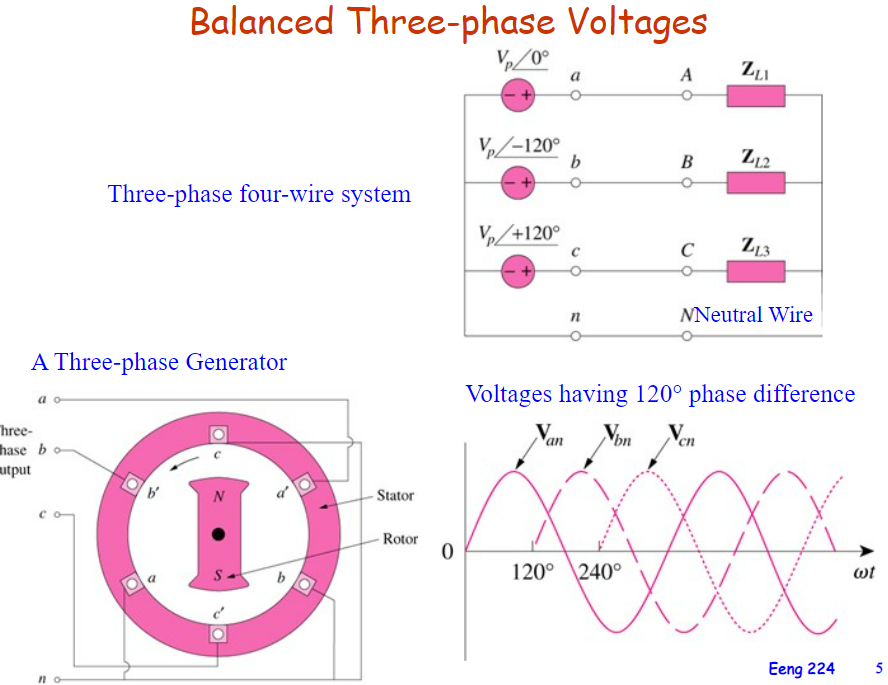 Balanced Three-phase Voltages
Vp/0°
a
A
ZL1
Vp/−120°
b
B
ZL2
Three-phase four-wire system
Vp/+120°
c
C
ZL3
n
N
Neutral Wire
A Three-phase Generator
Voltages having 120° phase difference
a
hree-
hase b
utput
c
n
c
b′
N
a′
Stator
Rotor
a
S
b
c′
− +
− +
− +
Van
Vbn
Vcn
0
120°
240°
ωt
Eeng 224
5